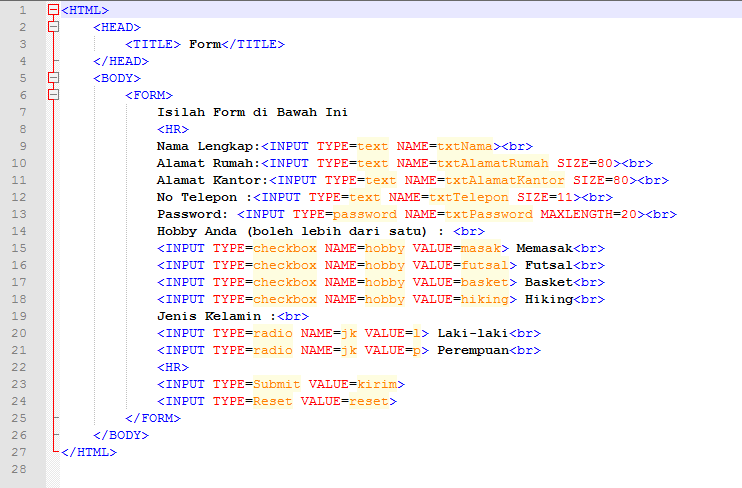 1 <HTML>
2 <HEAD>
3 <TITLE> Form</TITLE>
4 </HEAD>
5 <BODY>
6 <FORM>
7 Isilah Form di Bawah Ini
8 <HR>
9 Nama Lengkap:<INPUT TYPE=text NAME=txtNama><br>
10 Alamat Rumah:<INPUT TYPE=text NAME=txtAlamatRumah SIZE=80><br>
11 Alamat Kantor:<INPUT TYPE=text NAME=txtAlamatKantor SIZE=80><br>
12 No Telepon :<INPUT TYPE=text NAME=txtTelepon SIZE=11><br>
13 Password: <INPUT TYPE=password NAME=txtPassword MAXLENGTH=20><br>
14 Hobby Anda (boleh lebih dari satu) : <br>
15 <INPUT TYPE=checkbox NAME=hobby VALUE=masak> Memasak<br>
16 <INPUT TYPE=checkbox NAME=hobby VALUE=futsal> Futsal<br>
17 <INPUT TYPE=checkbox NAME=hobby VALUE=basket> Basket<br>
18 <INPUT TYPE=checkbox NAME=hobby VALUE=hiking> Hiking<br>
19 Jenis Kelamin :<br>
20 <INPUT TYPE=radio NAME=jk VALUE=l> Laki-laki<br>
21 <INPUT TYPE=radio NAME=jk VALUE=p> Perempuan<br>
22 <HR>
23 <INPUT TYPE=Submit VALUE=kirim>
24 <INPUT TYPE=Reset VALUE=reset>
25 </FORM>
26 </BODY>
27 </HTML>
28